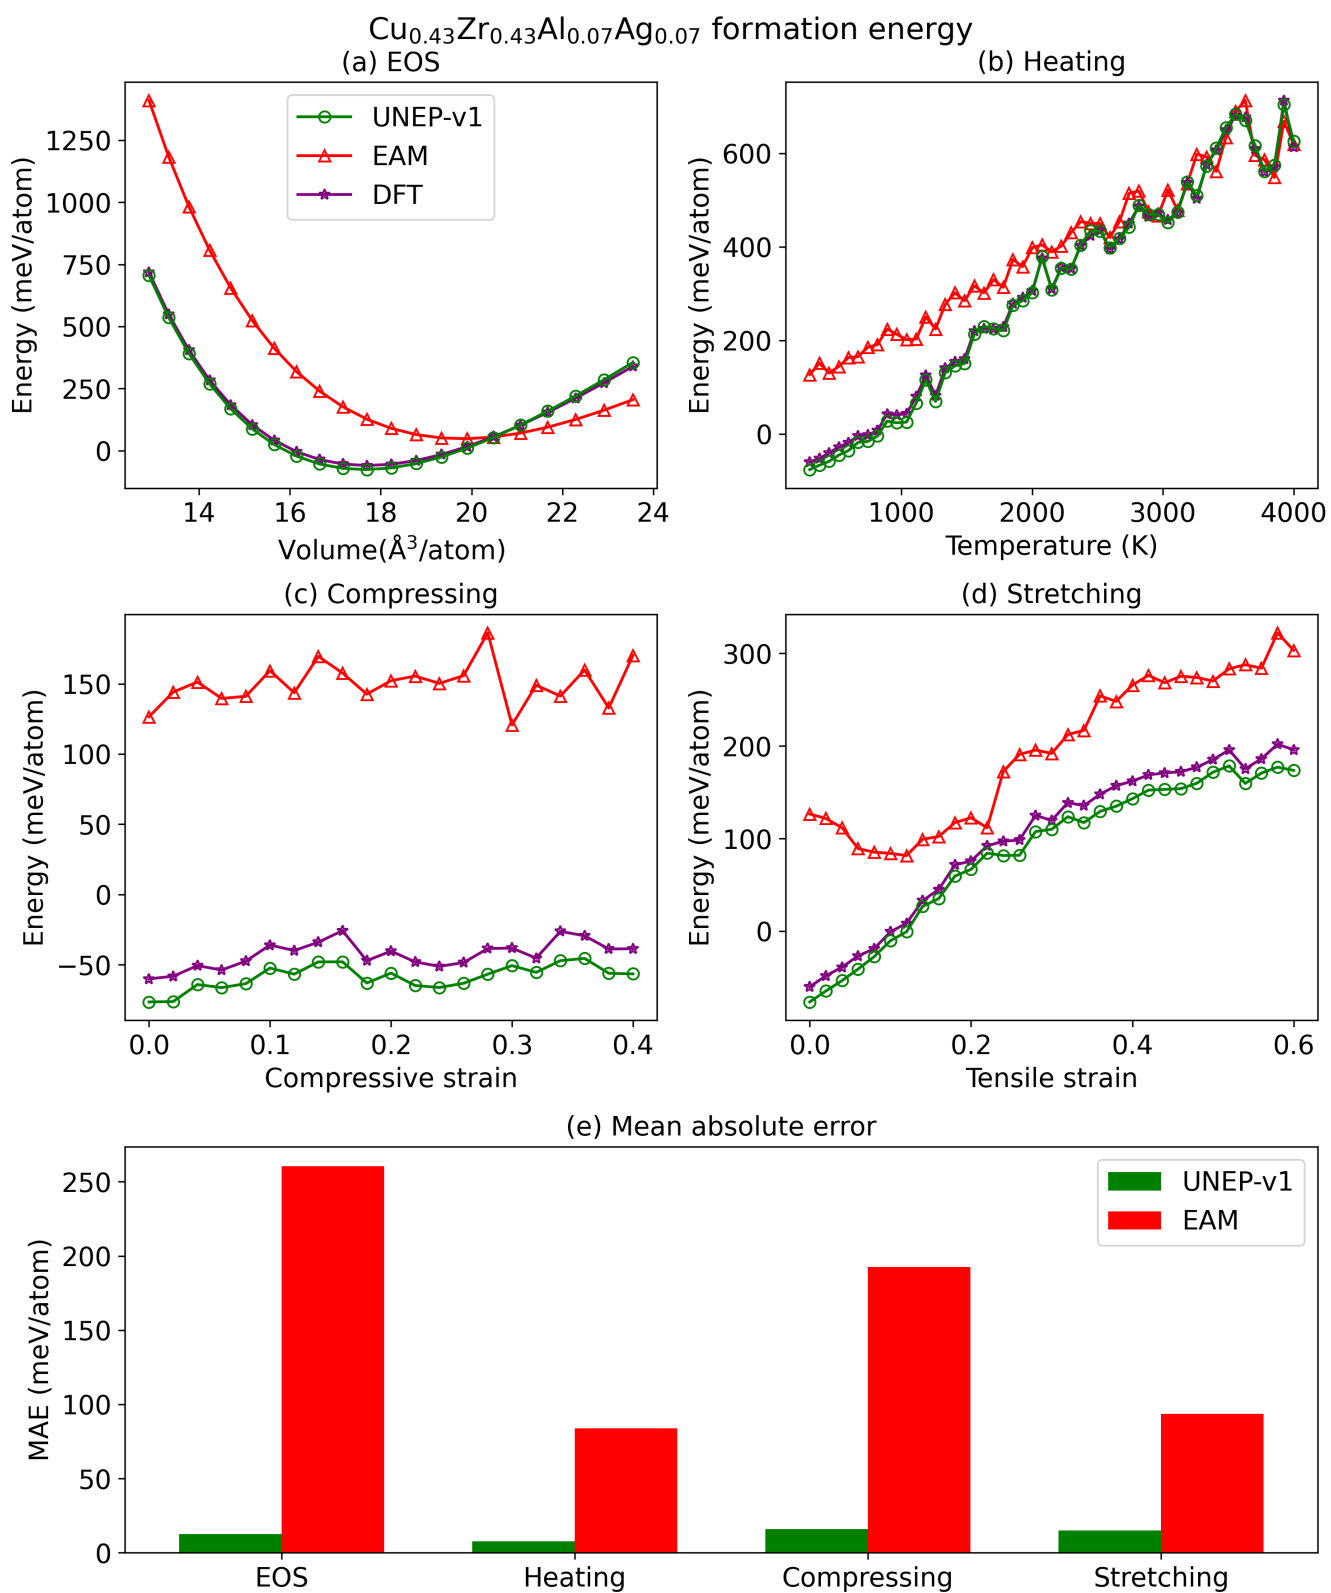 Cu₀.₄₃Zr₀.₄₃Al₀.₀₇Ag₀.₀₇ formation energy
(a) EOS
Energy (meV/atom)
1250
1000
750
500
250
0
UNEP-v1
EAM
DFT
14 16 18 20 22 24
Volume(Å³/atom)
(b) Heating
Energy (meV/atom)
600
400
200
0
1000 2000 3000 4000
Temperature (K)
(c) Compressing
Energy (meV/atom)
150
100
50
0
−50
0.0 0.1 0.2 0.3 0.4
Compressive strain
(d) Stretching
Energy (meV/atom)
300
200
100
0
0.0 0.2 0.4 0.6
Tensile strain
(e) Mean absolute error
MAE (meV/atom)
250
200
150
100
50
0
UNEP-v1
EAM
EOS Heating Compressing Stretching